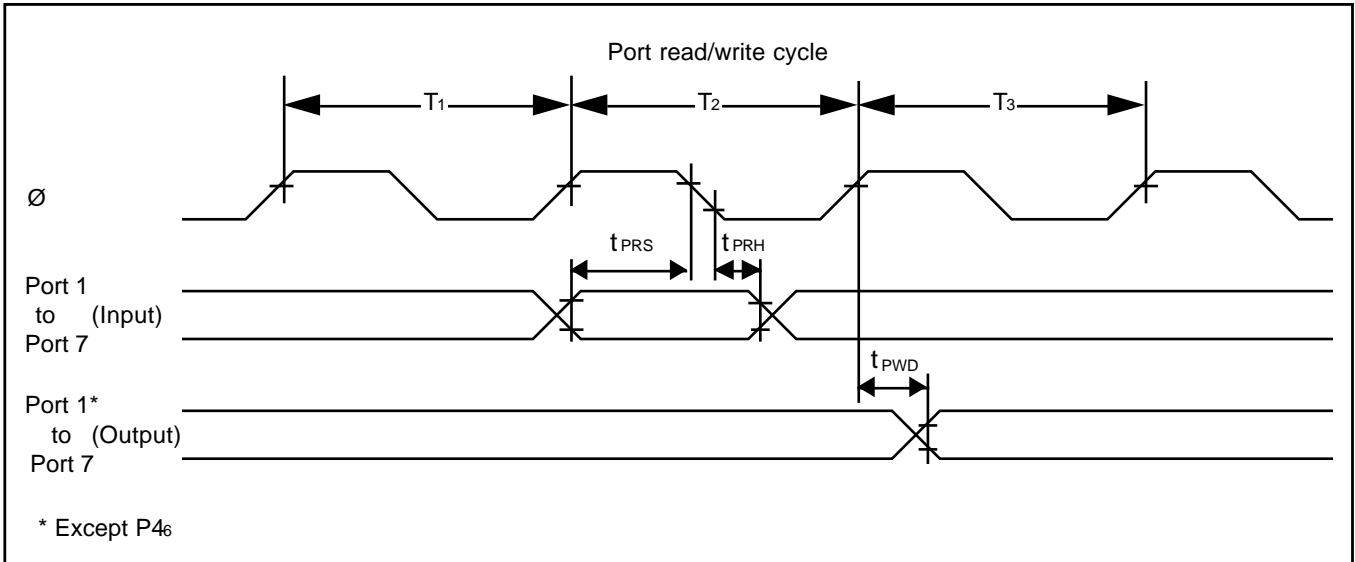 Port read/write cycle
T1 T2 T3
Ø
tPRS tPRH
Port 1
to (Input)
Port 7
tPWD
Port 1*
to (Output)
Port 7
* Except P46